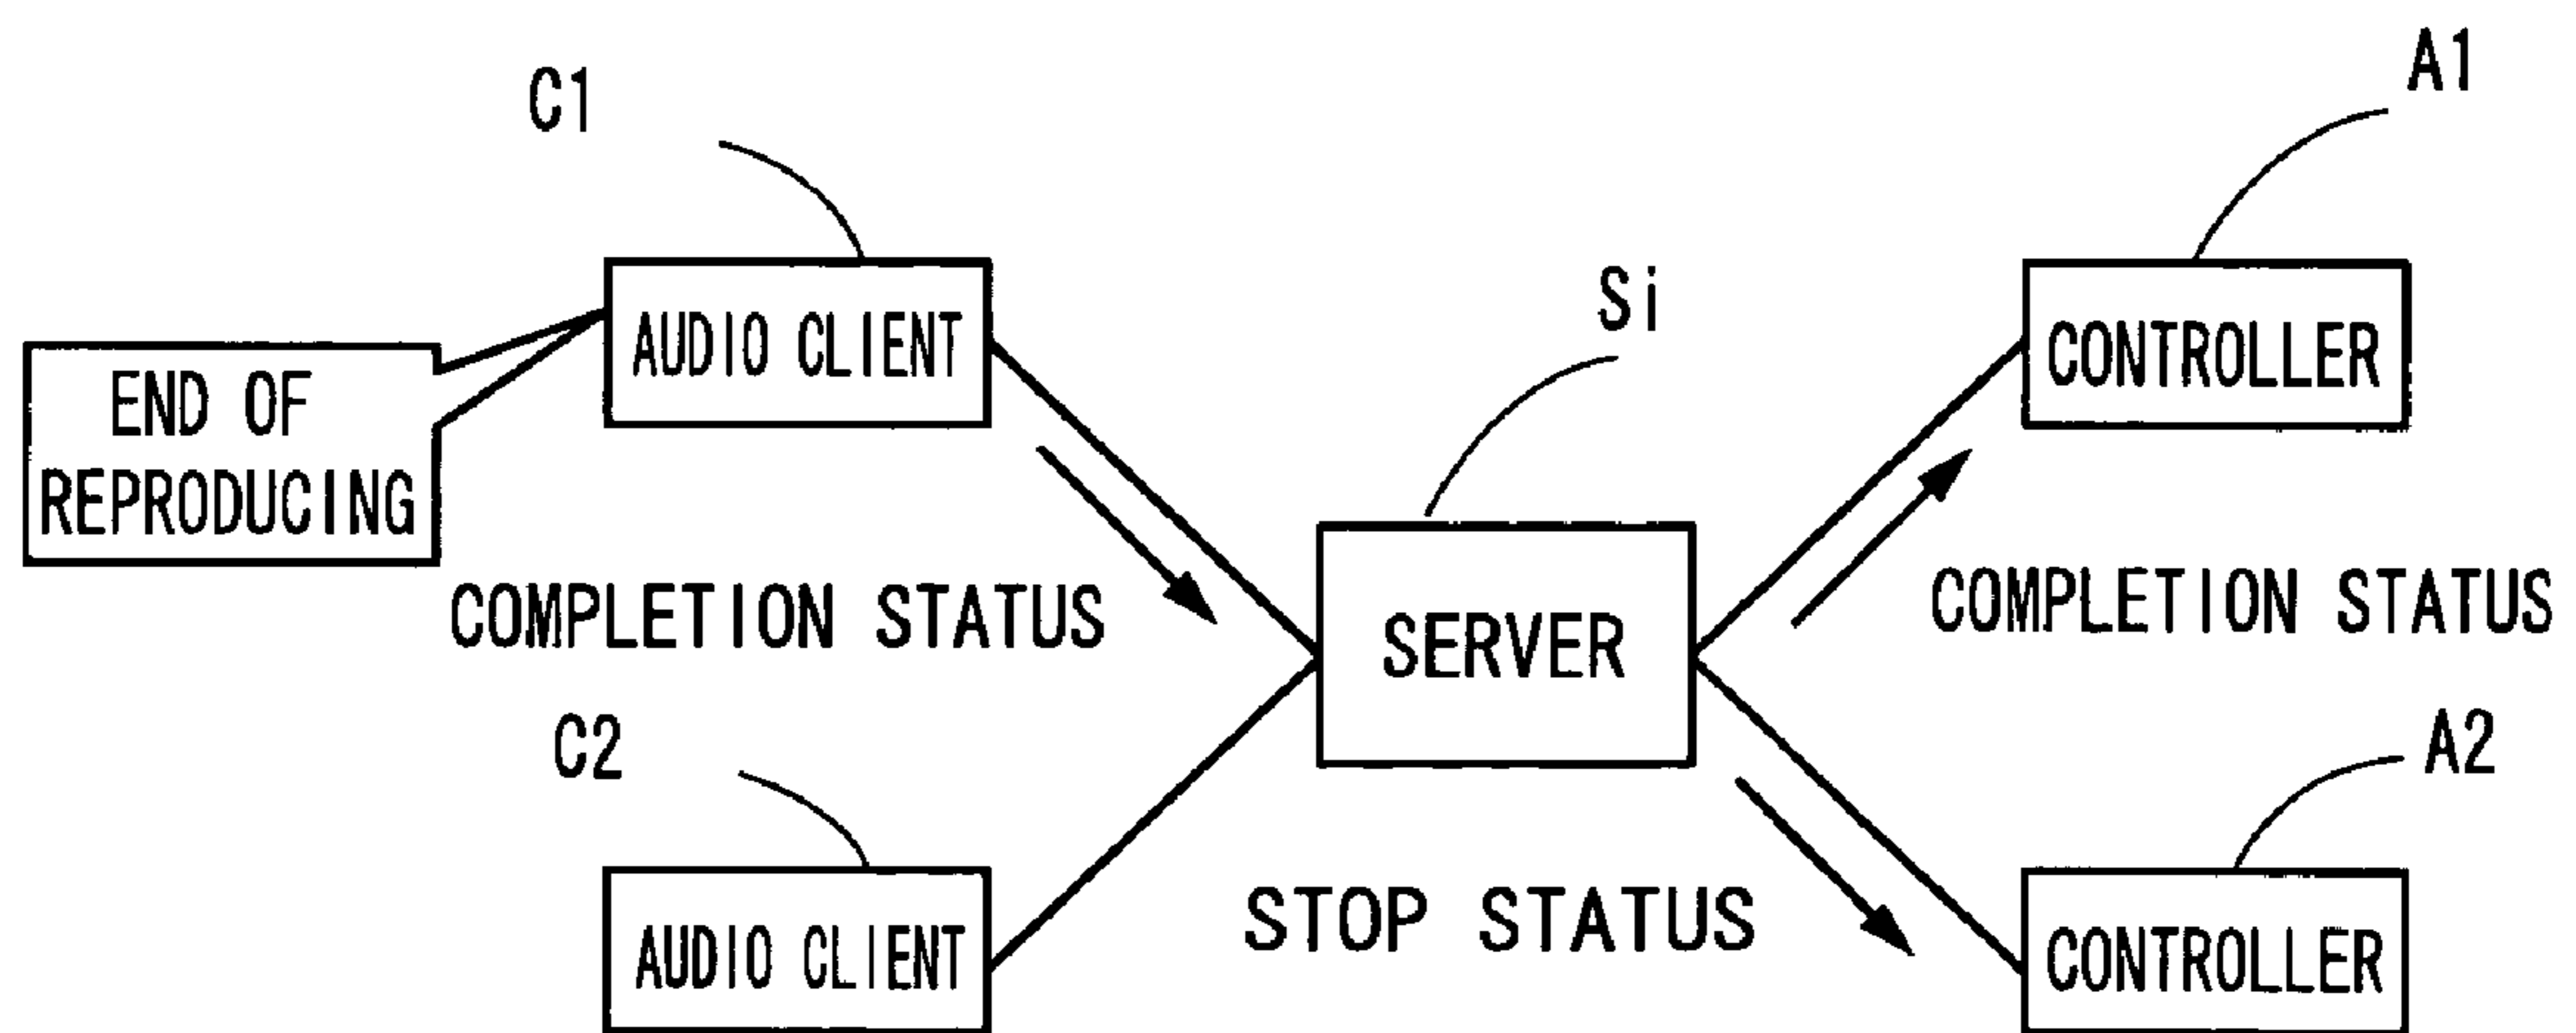 A1
C1
Si
AUDIO CLIENT
CONTROLLER
END OF
REPRODUCING
COMPLETION STATUS
COMPLETION STATUS
SERVER
C2
A2
STOP STATUS
AUDIO CLIENT
CONTROLLER